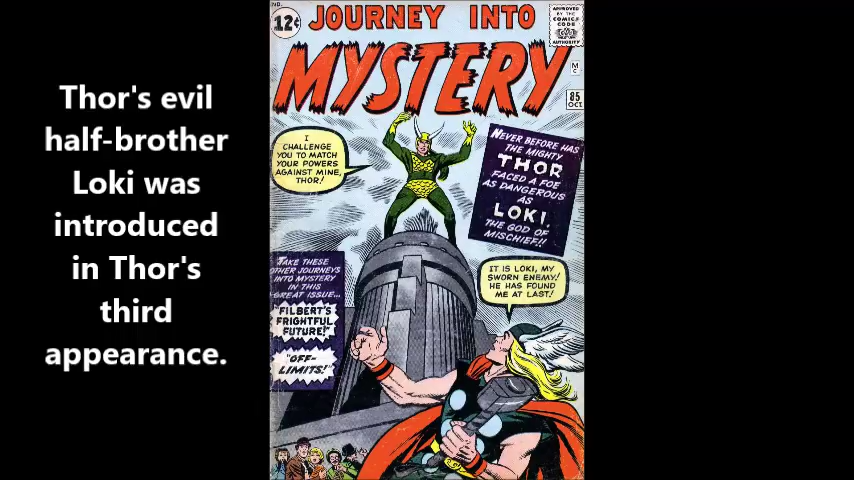 Thor's evil
half-brother
Loki was
introduced
in Thor's
third
appearance.
IND.
12¢
JOURNEY INTO
MYSTERY
APPROVED
BY THE
COMICS
CODE
AUTHORITY
M
C
85
OCT.
I
CHALLENGE
YOU TO MATCH
YOUR POWERS
AGAINST MINE,
THOR!
NEVER BEFORE HAS
THE MIGHTY
THOR
FACED A FOE
AS DANGEROUS
AS
LOKI!
THE GOD OF
MISCHIEF!!
TAKE THESE
OTHER JOURNEYS
INTO MYSTERY
IN THIS
GREAT ISSUE...
"FILBERT'S
FRIGHTFUL
FUTURE!"
"OFF-
LIMITS!"
IT IS LOKI, MY
SWORN ENEMY!
HE HAS FOUND
ME AT LAST!